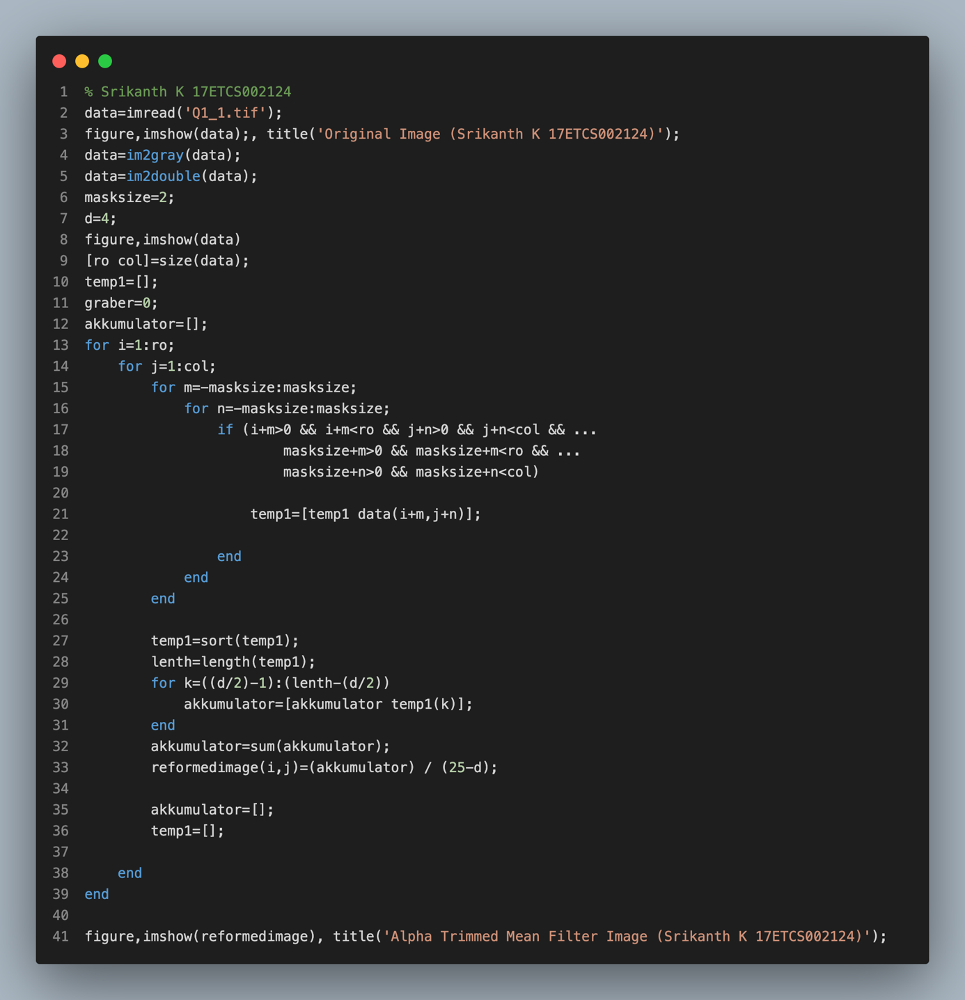 1 % Srikanth K 17ETCS002124
2 data=imread('Q1_1.tif');
3 figure,imshow(data);, title('Original Image (Srikanth K 17ETCS002124)');
4 data=im2gray(data);
5 data=im2double(data);
6 masksize=2;
7 d=4;
8 figure,imshow(data)
9 [ro col]=size(data);
10 temp1=[];
11 graber=0;
12 akkumulator=[];
13 for i=1:ro;
14     for j=1:col;
15         for m=-masksize:masksize;
16             for n=-masksize:masksize;
17                 if (i+m>0 && i+m<ro && j+n>0 && j+n<col && ...
18                         masksize+m>0 && masksize+m<ro && ...
19                         masksize+n>0 && masksize+n<col)
20
21                     temp1=[temp1 data(i+m,j+n)];
22
23                 end
24             end
25         end
26
27         temp1=sort(temp1);
28         lenth=length(temp1);
29         for k=((d/2)-1):(lenth-(d/2))
30             akkumulator=[akkumulator temp1(k)];
31         end
32         akkumulator=sum(akkumulator);
33         reformedimage(i,j)=(akkumulator) / (25-d);
34
35         akkumulator=[];
36         temp1=[];
37
38     end
39 end
40
41 figure,imshow(reformedimage), title('Alpha Trimmed Mean Filter Image (Srikanth K 17ETCS002124)');